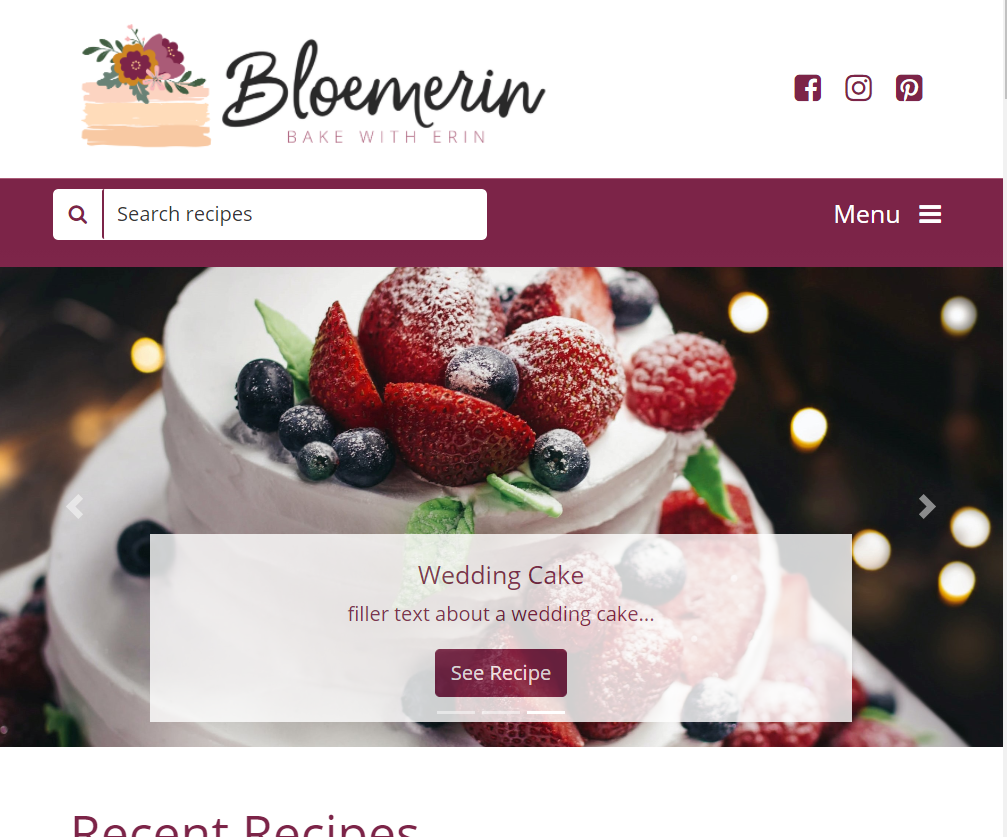 Bloemerin
BAKE WITH ERIN
Search recipes
Menu
Wedding Cake
filler text about a wedding cake...
See Recipe
Recent Recipes